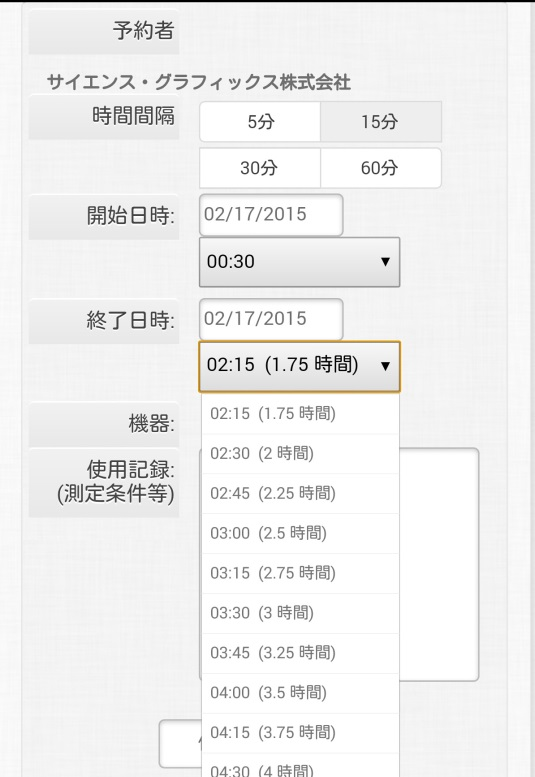 予約者
サイエンス・グラフィックス株式会社
時間間隔
5分
15分
30分
60分
開始日時:
02/17/2015
00:30
▼
終了日時:
02/17/2015
02:15 (1.75 時間)
▼
機器:
02:15 (1.75 時間)
02:30 (2 時間)
02:45 (2.25 時間)
03:00 (2.5 時間)
03:15 (2.75 時間)
03:30 (3 時間)
03:45 (3.25 時間)
04:00 (3.5 時間)
04:15 (3.75 時間)
04:30 (4 時間)
使用記録:
(測定条件等)